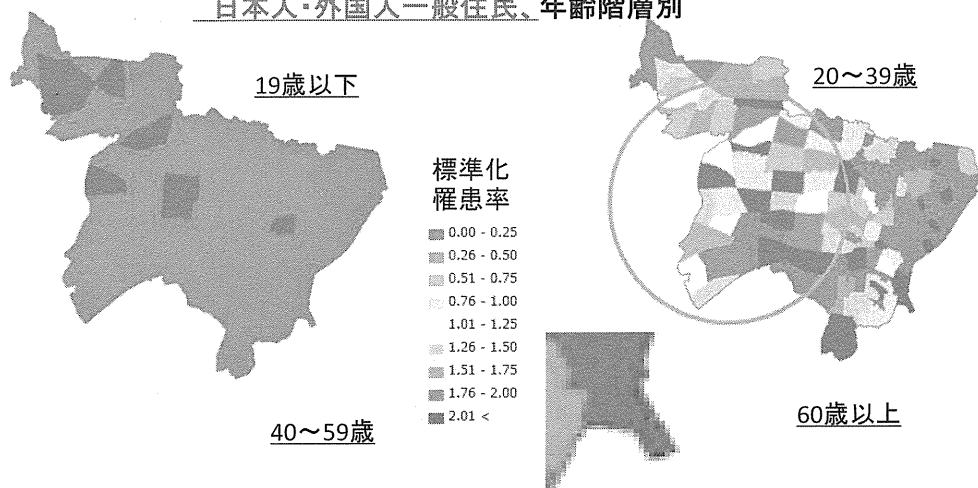 日本人・外国人一般住民、年齢階層別
19歳以下
20～39歳
標準化
罹患率
0.00 - 0.25
0.26 - 0.50
0.51 - 0.75
0.76 - 1.00
1.01 - 1.25
1.26 - 1.50
1.51 - 1.75
1.76 - 2.00
2.01 <
40～59歳
60歳以上